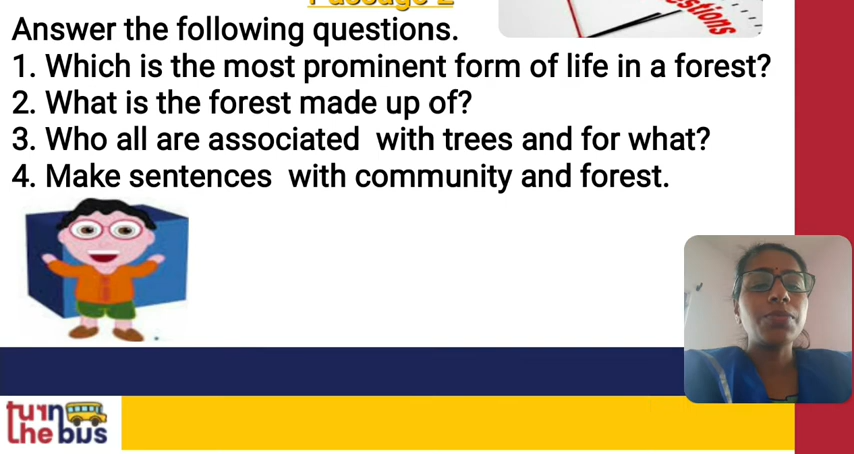 Passage-2
Answer the following questions.
1. Which is the most prominent form of life in a forest?
2. What is the forest made up of?
3. Who all are associated  with trees and for what?
4. Make sentences  with community and forest.
turn
the bus